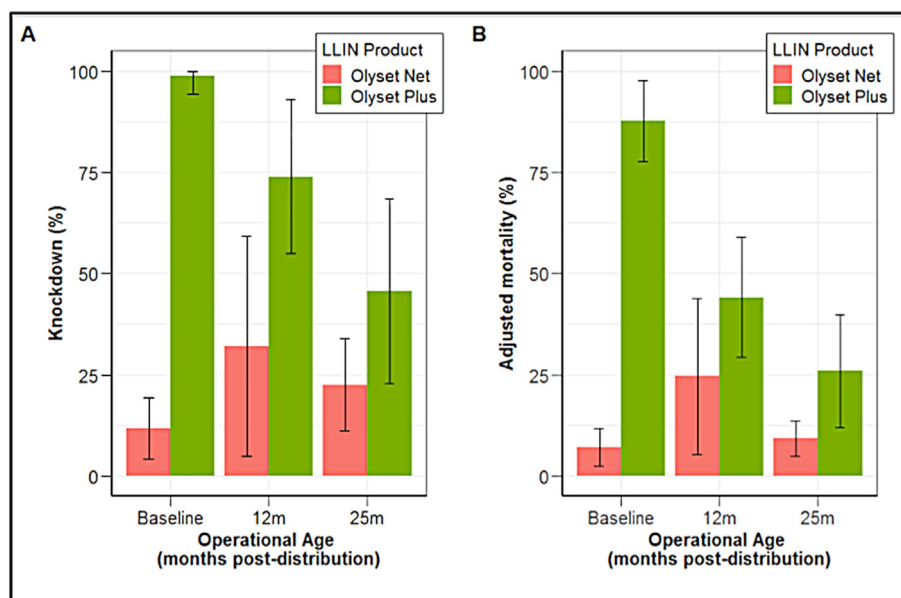 A
LLIN Product
Olyset Net
Olyset Plus
100
75
50
25
0
Knockdown (%)
Baseline
12m
25m
Operational Age
(months post-distribution)
B
LLIN Product
Olyset Net
Olyset Plus
100
75
50
25
0
Adjusted mortality (%)
Baseline
12m
25m
Operational Age
(months post-distribution)